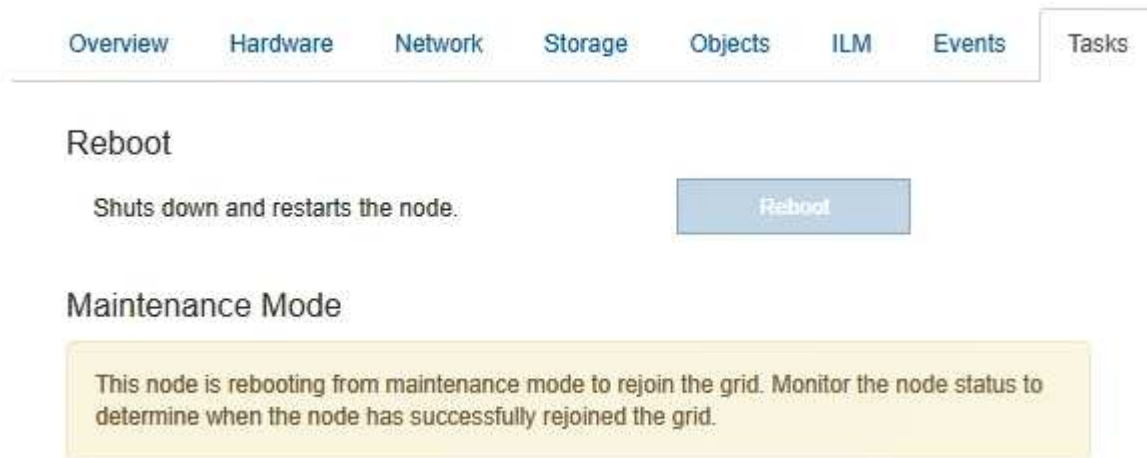 Overview Hardware Network Storage Objects ILM Events Tasks
Reboot
Shuts down and restarts the node. Reboot
Maintenance Mode
This node is rebooting from maintenance mode to rejoin the grid. Monitor the node status to
determine when the node has successfully rejoined the grid.